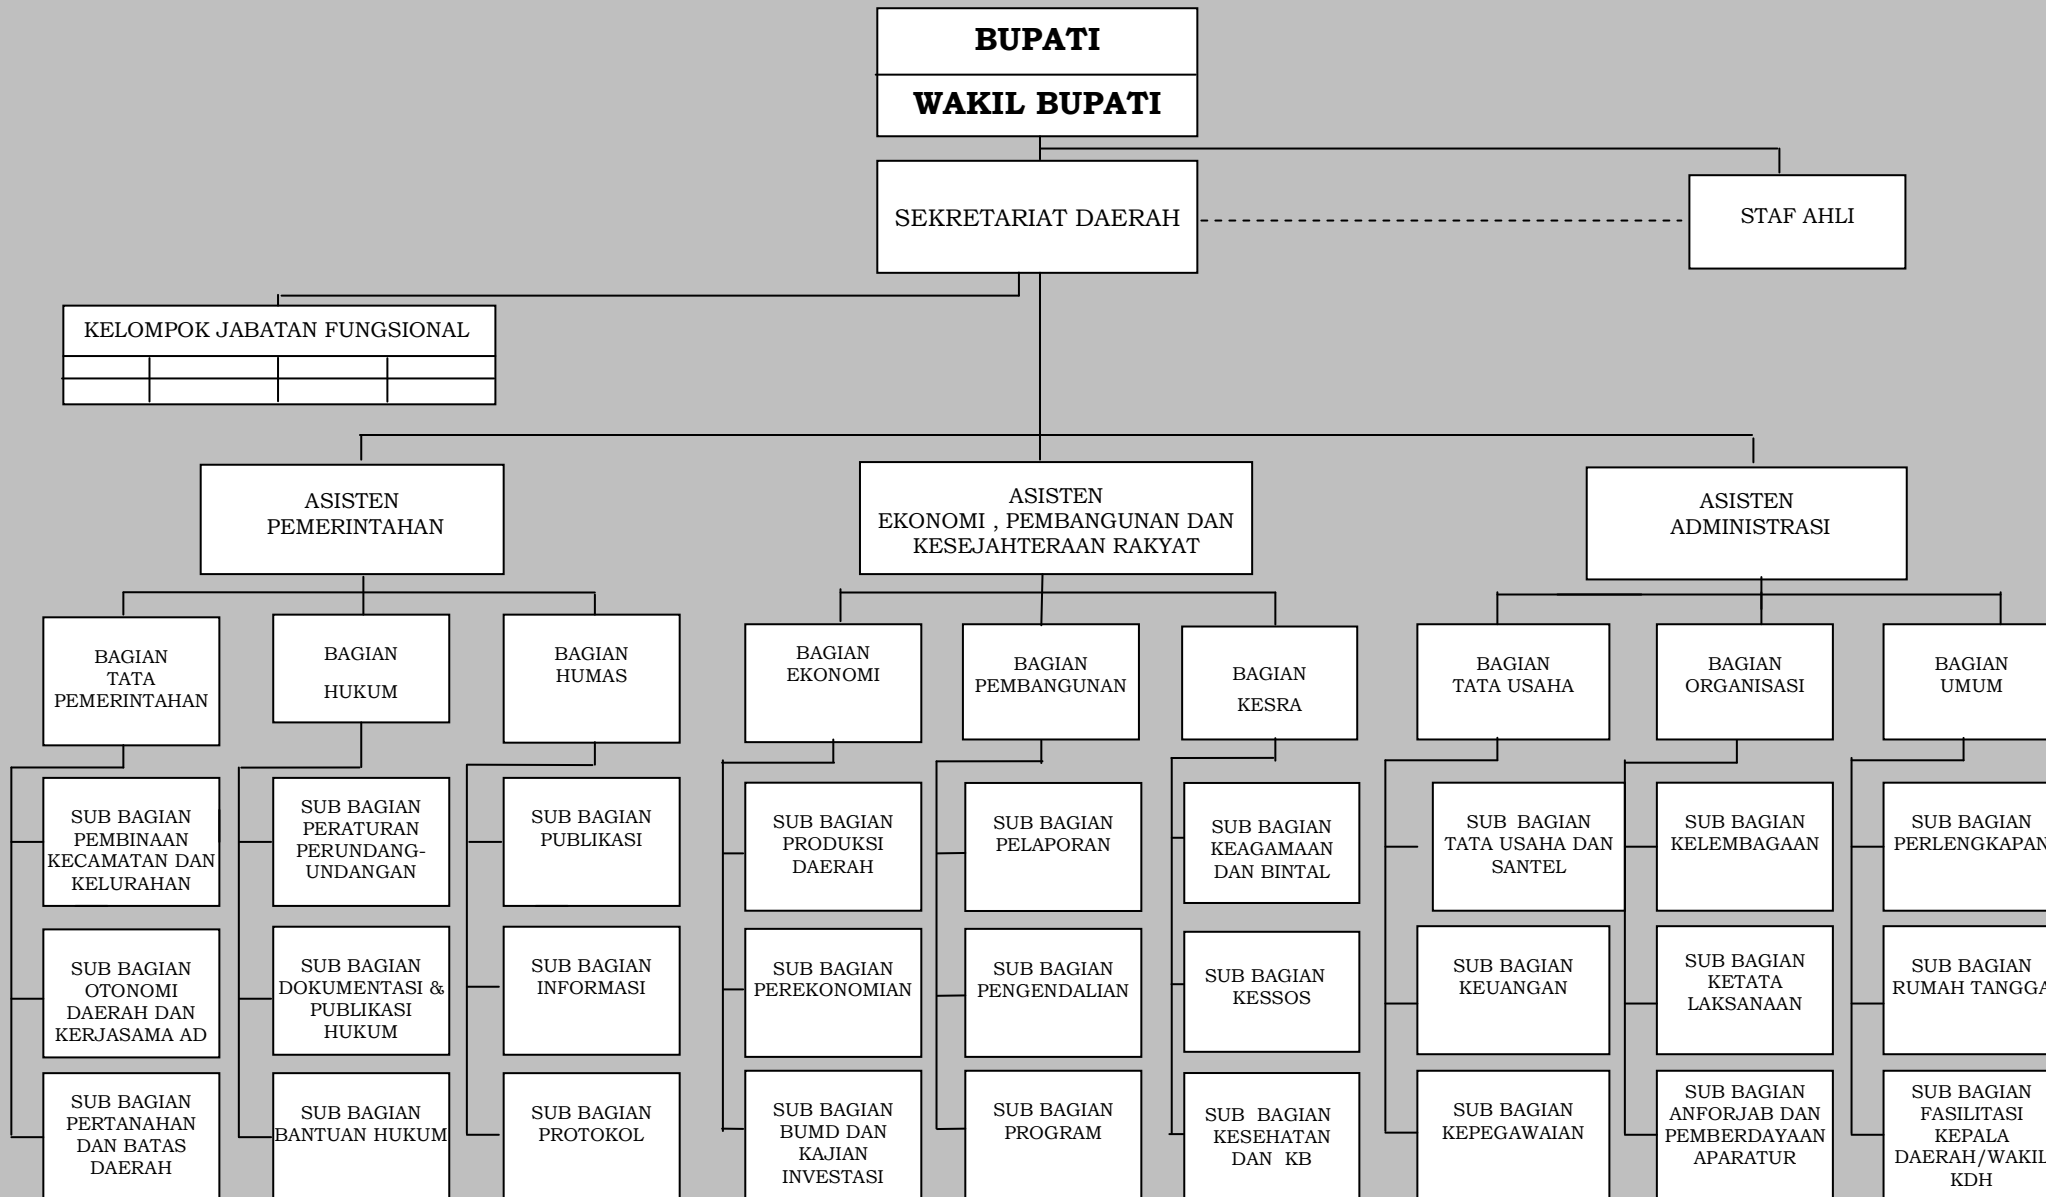 BUPATI
WAKIL BUPATI
SEKRETARIAT DAERAH
STAF AHLI
KELOMPOK JABATAN FUNGSIONAL
ASISTEN
PEMERINTAHAN
ASISTEN
EKONOMI , PEMBANGUNAN DAN
KESEJAHTERAAN RAKYAT
ASISTEN
ADMINISTRASI
BAGIAN
TATA
PEMERINTAHAN
BAGIAN
HUKUM
BAGIAN
HUMAS
BAGIAN
EKONOMI
BAGIAN
PEMBANGUNAN
BAGIAN
KESRA
BAGIAN
TATA USAHA
BAGIAN
ORGANISASI
BAGIAN
UMUM
SUB BAGIAN
PEMBINAAN
KECAMATAN DAN
KELURAHAN
SUB BAGIAN
PERATURAN
PERUNDANG-
UNDANGAN
SUB BAGIAN
PUBLIKASI
SUB BAGIAN
PRODUKSI
DAERAH
SUB BAGIAN
PELAPORAN
SUB BAGIAN
KEAGAMAAN
DAN BINTAL
SUB BAGIAN
TATA USAHA DAN
SANTEL
SUB BAGIAN
KELEMBAGAAN
SUB BAGIAN
PERLENGKAPAN
SUB BAGIAN
OTONOMI
DAERAH DAN
KERJASAMA AD
SUB BAGIAN
DOKUMENTASI &
PUBLIKASI
HUKUM
SUB BAGIAN
INFORMASI
SUB BAGIAN
PEREKONOMIAN
SUB BAGIAN
PENGENDALIAN
SUB BAGIAN
KESSOS
SUB BAGIAN
KEUANGAN
SUB BAGIAN
KETATA
LAKSANAAN
SUB BAGIAN
RUMAH TANGGA
SUB BAGIAN
PERTANAHAN
DAN BATAS
DAERAH
SUB BAGIAN
BANTUAN HUKUM
SUB BAGIAN
PROTOKOL
SUB BAGIAN
BUMD DAN
KAJIAN
INVESTASI
SUB BAGIAN
PROGRAM
SUB BAGIAN
KESEHATAN
DAN KB
SUB BAGIAN
KEPEGAWAIAN
SUB BAGIAN
ANFORJAB DAN
PEMBERDAYAAN
APARATUR
SUB BAGIAN
FASILITASI
KEPALA
DAERAH/WAKIL
KDH